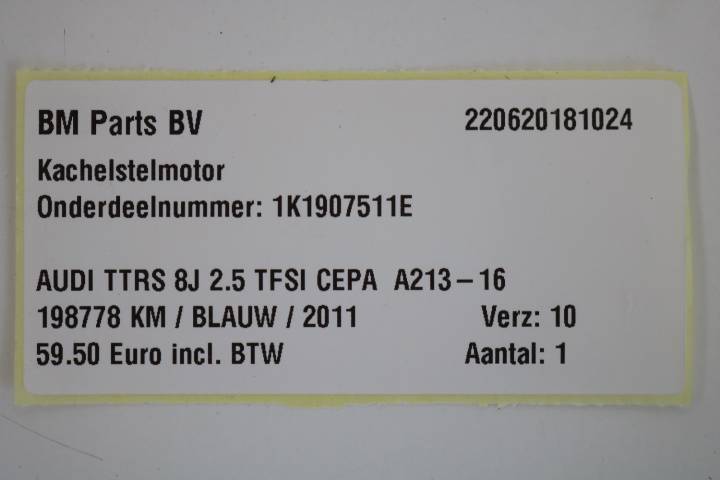 BM Parts BV 220620181024
Kachelstelmotor
Onderdeelnummer: 1K1907511E
AUDI TTRS 8J 2.5 TFSI CEPA A213-16
198778 KM / BLAUW / 2011 Verz: 10
59.50 Euro incl. BTW Aantal: 1